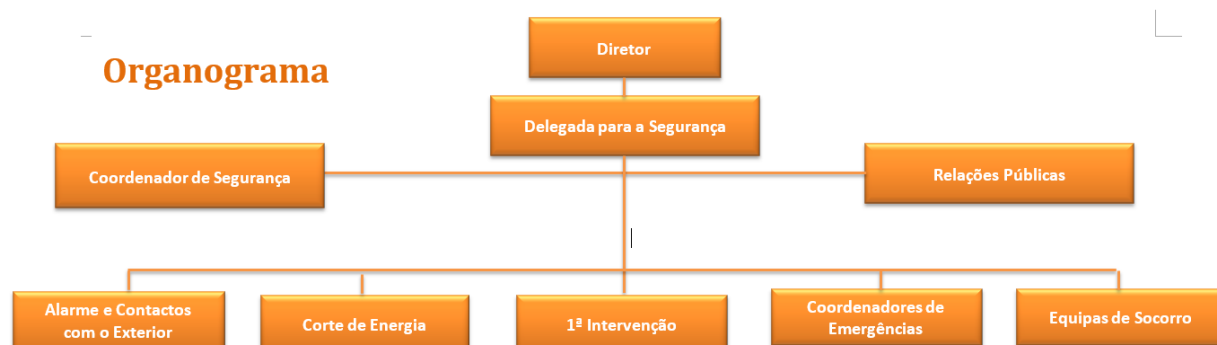 Organograma
Diretor
Delegada para a Segurança
Coordenador de Segurança
Relações Públicas
Alarme e Contactos
com o Exterior
Corte de Energia
1ª Intervenção
Coordenadores de
Emergências
Equipas de Socorro